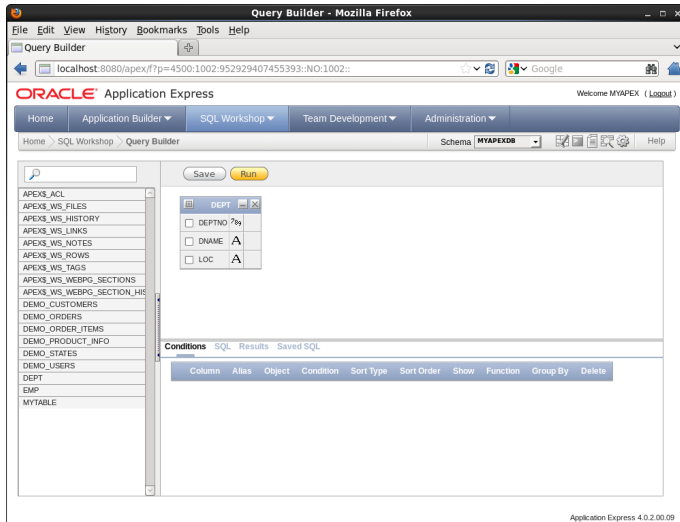 Query Builder - Mozilla Firefox
File Edit View History Bookmarks Tools Help
Query Builder
localhost:8080/apex/f?p=4500:1002:952929407455393::NO:1002::
Google
ORACLE Application Express
Welcome MYAPEX ( Logout )
Home Application Builder SQL Workshop Team Development Administration
Home > SQL Workshop > Query Builder
Schema MYAPEXDB
Help
Save Run
APEX$_ACL
APEX$_WS_FILES
APEX$_WS_HISTORY
APEX$_WS_LINKS
APEX$_WS_NOTES
APEX$_WS_ROWS
APEX$_WS_TAGS
APEX$_WS_WEBPG_SECTIONS
APEX$_WS_WEBPG_SECTION_HIS
DEMO_CUSTOMERS
DEMO_ORDERS
DEMO_ORDER_ITEMS
DEMO_PRODUCT_INFO
DEMO_STATES
DEMO_USERS
DEPT
EMP
MYTABLE
DEPT
DEPTNO 789
DNAME A
LOC A
Conditions SQL Results Saved SQL
Column Alias Object Condition Sort Type Sort Order Show Function Group By Delete
Application Express 4.0.2.00.09